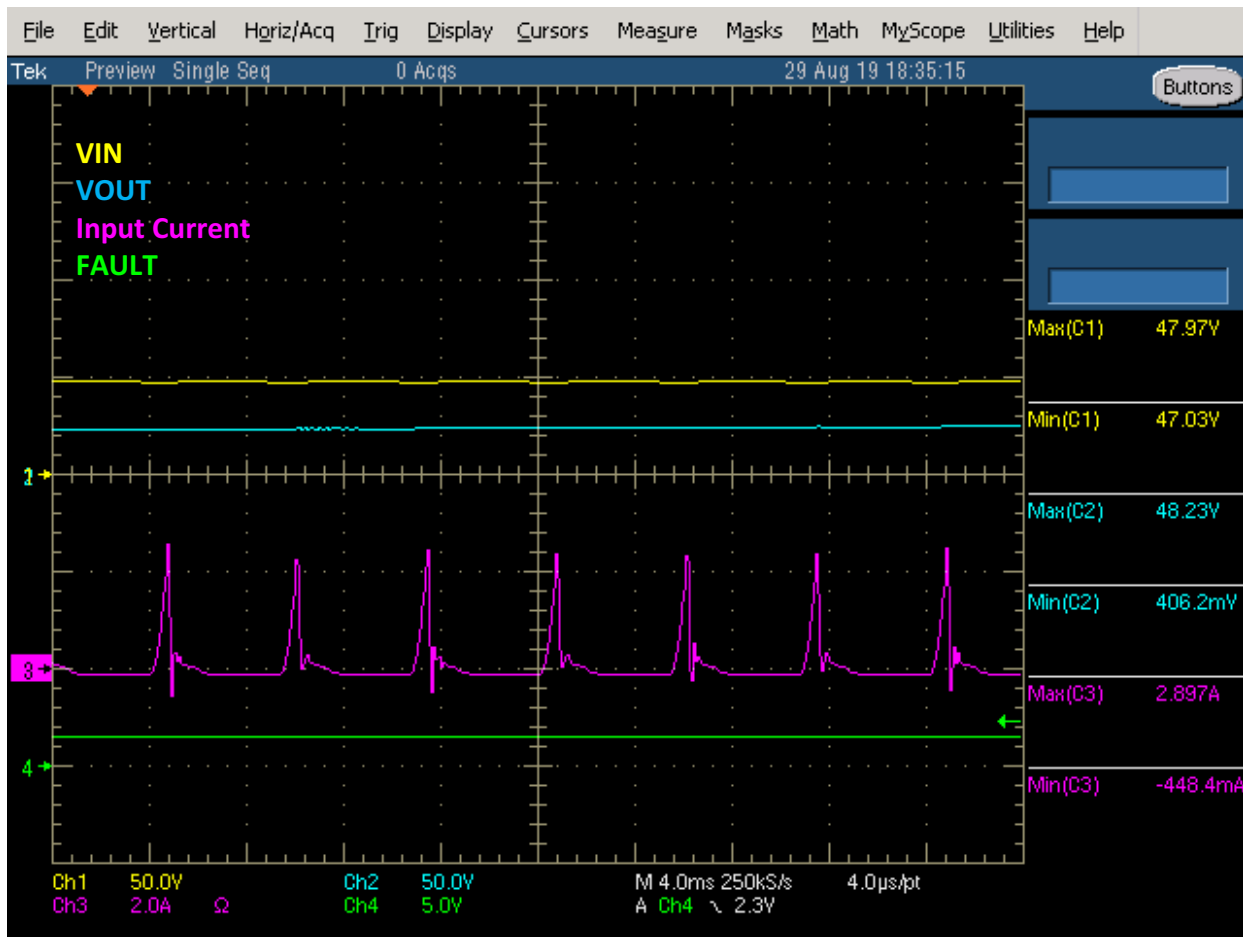 File Edit Vertical Horiz/Acq Trig Display Cursors Measure Masks Math MyScope Utilities Help
Tek Preview Single Seq 0 Acqs 29 Aug 19 18:35:15
Buttons
VIN
VOUT
Input Current
FAULT
Max(C1) 47.97V
Min(C1) 47.03V
2
Max(C2) 48.23V
Min(C2) 406.2mV
3
Max(C3) 2.897A
4
Min(C3) -448.4mA
Ch1 50.0V Ch2 50.0V M 4.0ms 250kS/s 4.0µs/pt
Ch3 2.0A Ω Ch4 5.0V A Ch4 \ 2.3V